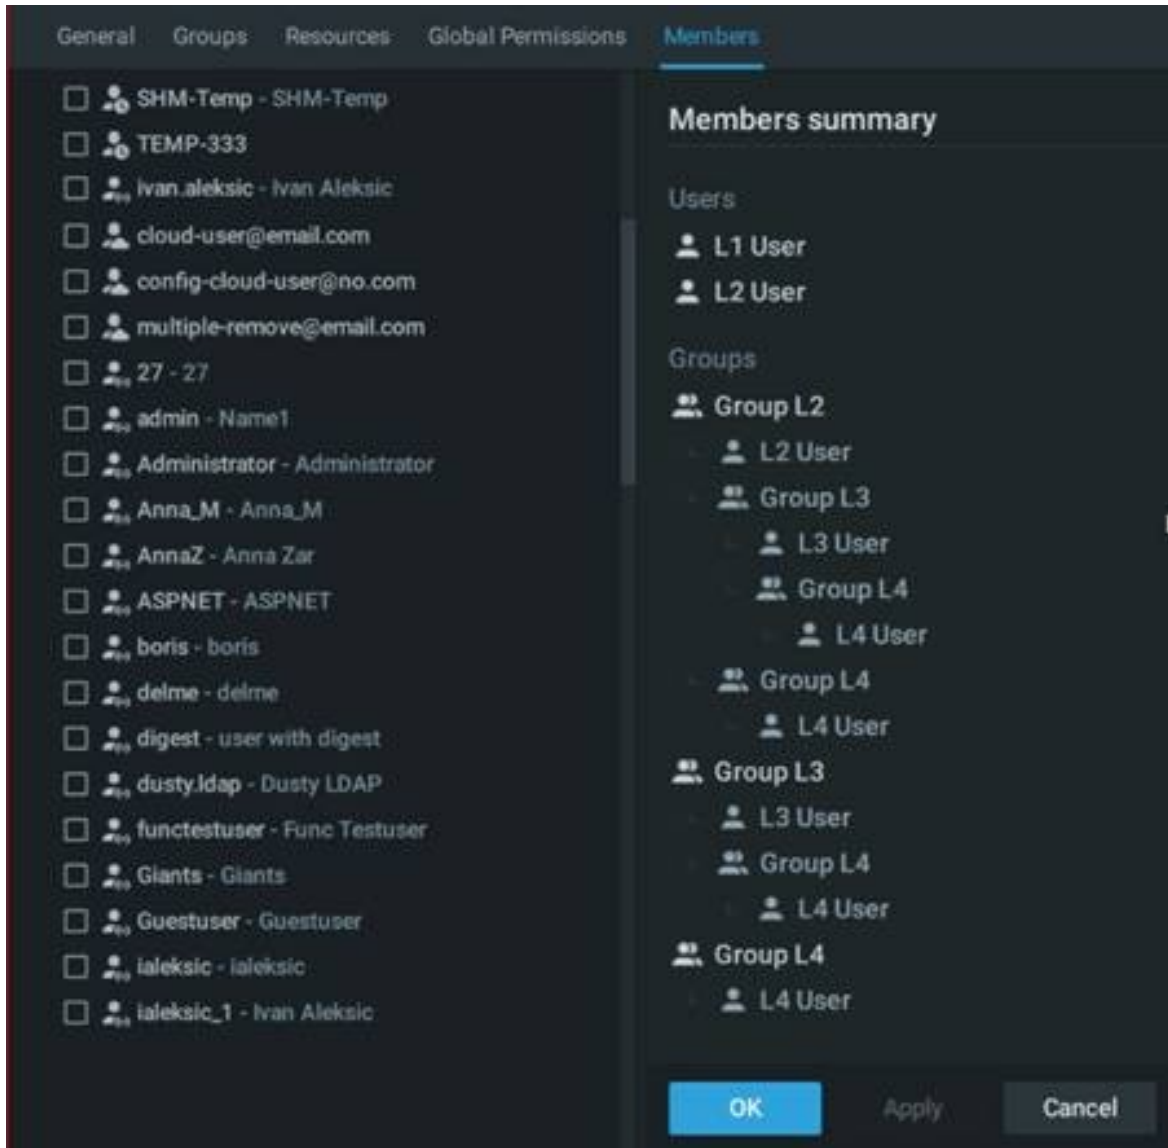 General Groups Resources Global Permissions Members
SHM-Temp - SHM-Temp
TEMP-333
ivan.aleksic - Ivan Aleksic
cloud-user@email.com
config-cloud-user@no.com
multiple-remove@email.com
27 - 27
admin - Name1
Administrator - Administrator
Anna_M - Anna_M
AnnaZ - Anna Zar
ASPNET - ASPNET
boris - boris
delme - delme
digest - user with digest
dusty.ldap - Dusty LDAP
functestuser - Func Testuser
Giants - Giants
Guestuser - Guestuser
ialeksic - ialeksic
ialeksic_1 - Ivan Aleksic
Members summary
Users
L1 User
L2 User
Groups
Group L2
L2 User
Group L3
L3 User
Group L4
L4 User
Group L4
L4 User
Group L3
L3 User
Group L4
L4 User
Group L4
L4 User
OK Apply Cancel